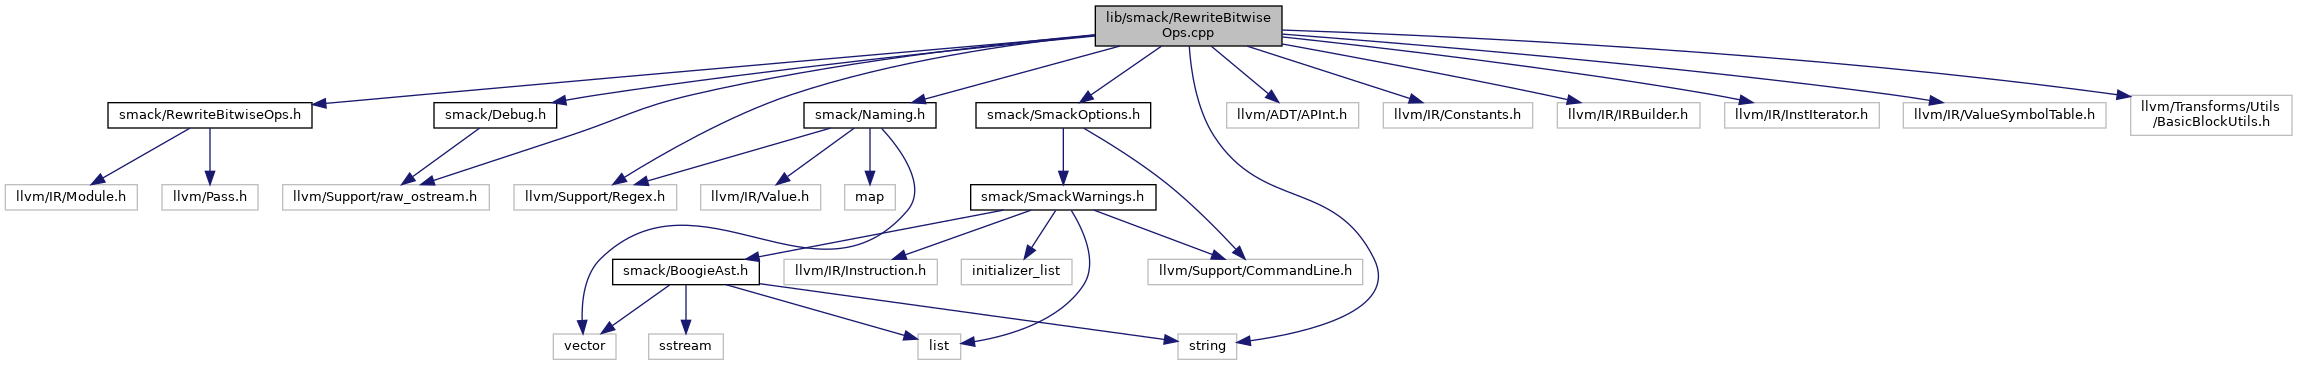 lib/smack/RewriteBitwise
Ops.cpp
smack/RewriteBitwiseOps.h
smack/Debug.h
smack/Naming.h
smack/SmackOptions.h
llvm/ADT/APInt.h
llvm/IR/Constants.h
llvm/IR/IRBuilder.h
llvm/IR/InstIterator.h
llvm/IR/ValueSymbolTable.h
llvm/Transforms/Utils
/BasicBlockUtils.h
llvm/IR/Module.h
llvm/Pass.h
llvm/Support/raw_ostream.h
llvm/Support/Regex.h
llvm/IR/Value.h
map
smack/SmackWarnings.h
smack/BoogieAst.h
llvm/IR/Instruction.h
initializer_list
llvm/Support/CommandLine.h
vector
sstream
list
string